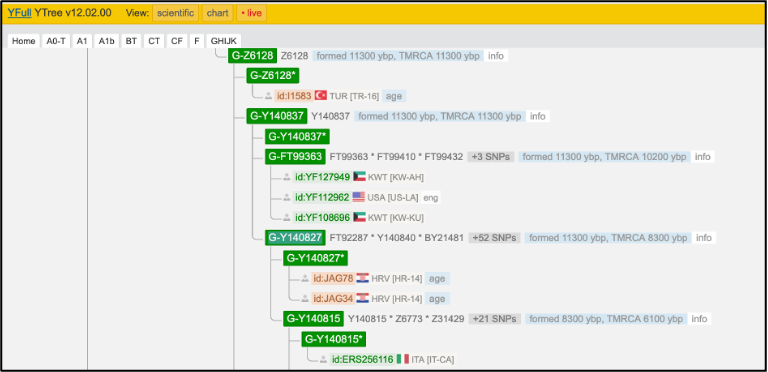 YFull YTree v12.02.00 View: scientific chart • live
Home A0-T A1 A1b BT CT CF F GHIJK
G-Z6128 Z6128 formed 11300 ybp, TMRCA 11300 ybp info
G-Z6128*
id:I1583 TUR [TR-16] age
G-Y140837 Y140837 formed 11300 ybp, TMRCA 11300 ybp info
G-Y140837*
G-FT99363 FT99363 * FT99410 * FT99432 +3 SNPs formed 11300 ybp, TMRCA 10200 ybp info
id:YF127949 KWT [KW-AH]
id:YF112962 USA [US-LA] eng
id:YF108696 KWT [KW-KU]
G-Y140827 FT92287 * Y140840 * BY21481 +52 SNPs formed 11300 ybp, TMRCA 8300 ybp info
G-Y140827*
id:JAG78 HRV [HR-14] age
id:JAG34 HRV [HR-14] age
G-Y140815 Y140815 * Z6773 * Z31429 +21 SNPs formed 8300 ybp, TMRCA 6100 ybp info
G-Y140815*
id:ERS256116 ITA [IT-CA]